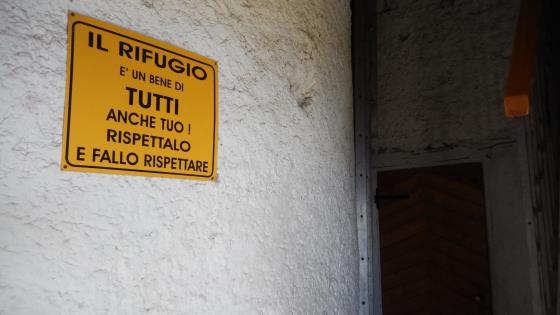 IL RIFUGIO
E' UN BENE DI
TUTTI
ANCHE TUO !
RISPETTALO
E FALLO RISPETTARE